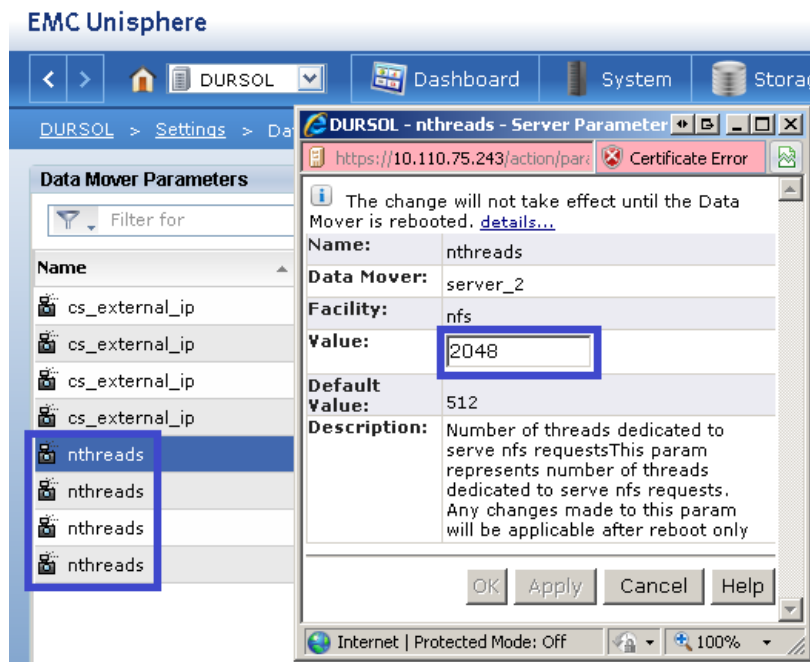 EMC Unisphere
DURSOL
Dashboard
System
Storag
DURSOL > Settings > Da
Data Mover Parameters
Filter for
Name
cs_external_ip
cs_external_ip
cs_external_ip
cs_external_ip
nthreads
nthreads
nthreads
nthreads
DURSOL - nthreads - Server Parameter
https://10.110.75.243/action/para
Certificate Error
The change will not take effect until the Data
Mover is rebooted. details...
Name: nthreads
Data Mover: server_2
Facility: nfs
Value: 2048
Default
Value: 512
Description: Number of threads dedicated to
serve nfs requestsThis param
represents number of threads
dedicated to serve nfs requests.
Any changes made to this param
will be applicable after reboot only
OK Apply Cancel Help
Internet | Protected Mode: Off
100%